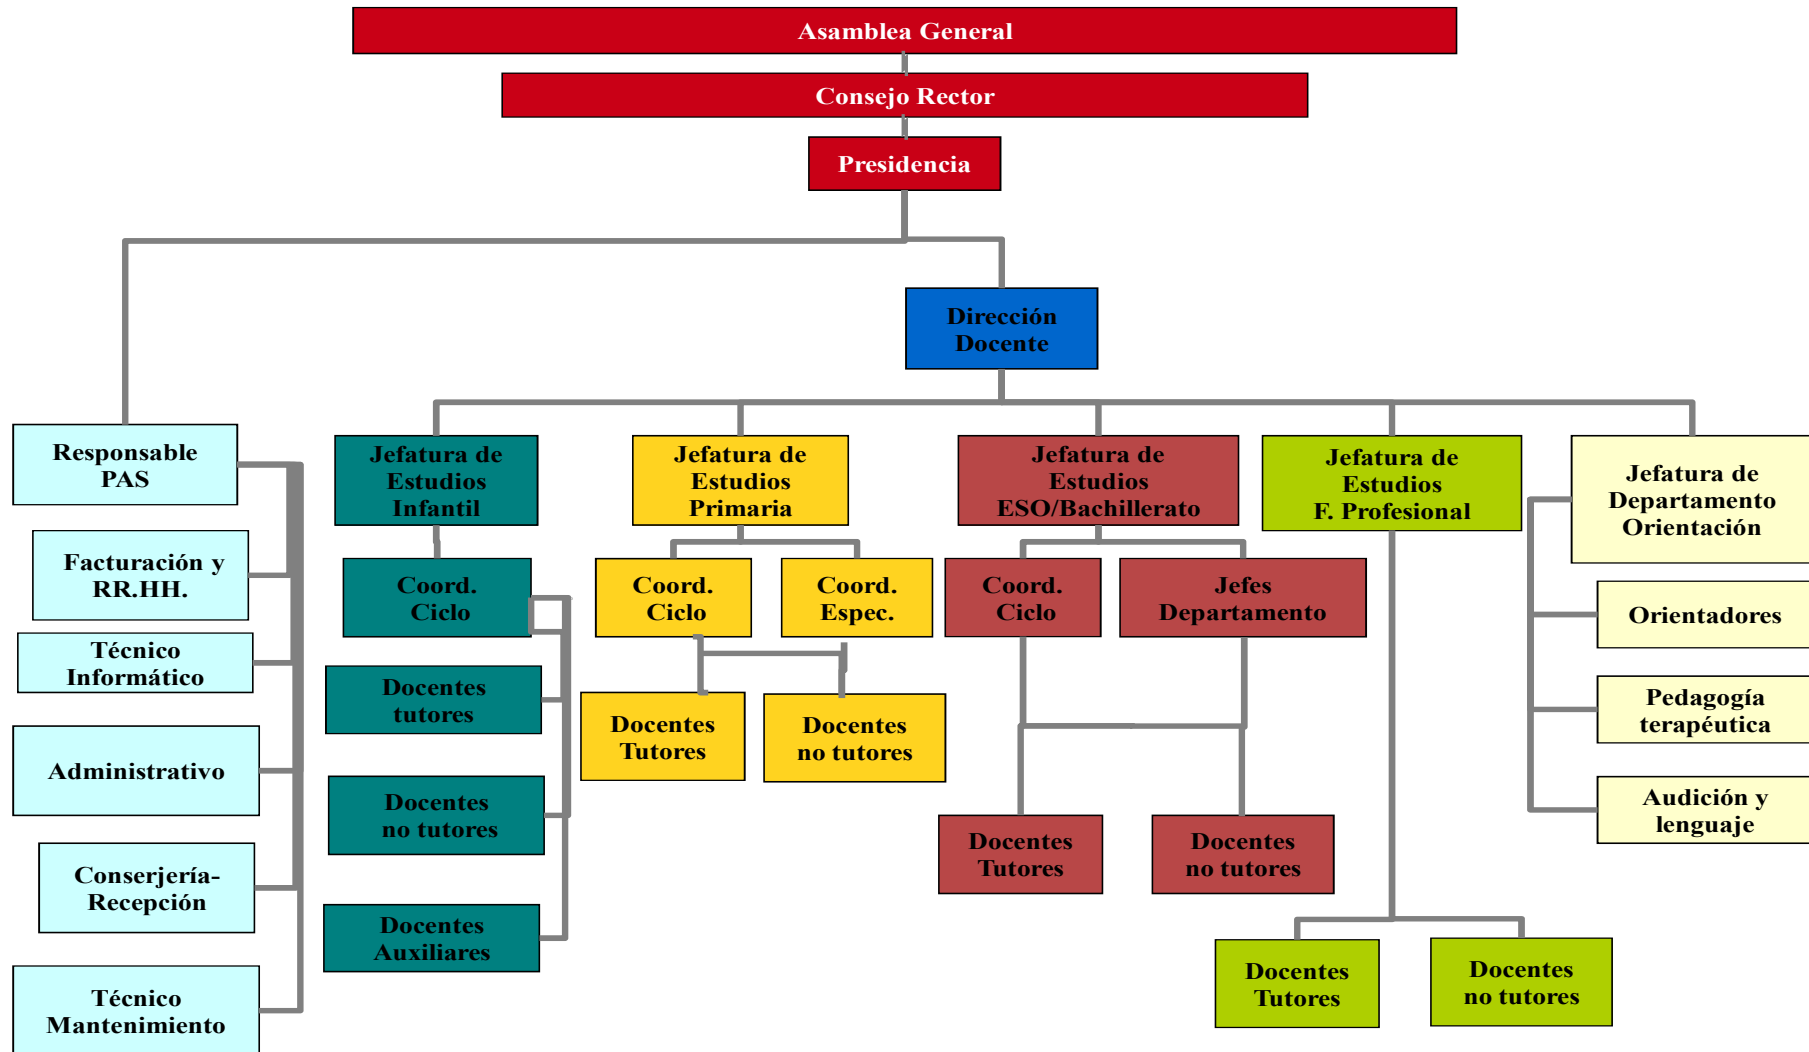 Asamblea General
Consejo Rector
Presidencia
Dirección
Docente
Responsable
PAS
Facturación y
RR.HH.
Técnico
Informático
Administrativo
Conserjería-
Recepción
Técnico
Mantenimiento
Jefatura de
Estudios
Infantil
Coord.
Ciclo
Docentes
tutores
Docentes
no tutores
Docentes
Auxiliares
Jefatura de
Estudios
Primaria
Coord.
Ciclo
Coord.
Espec.
Docentes
Tutores
Docentes
no tutores
Jefatura de
Estudios
ESO/Bachillerato
Coord.
Ciclo
Jefes
Departamento
Docentes
Tutores
Docentes
no tutores
Jefatura de
Estudios
F. Profesional
Docentes
Tutores
Docentes
no tutores
Jefatura de
Departamento
Orientación
Orientadores
Pedagogía
terapéutica
Audición y
lenguaje